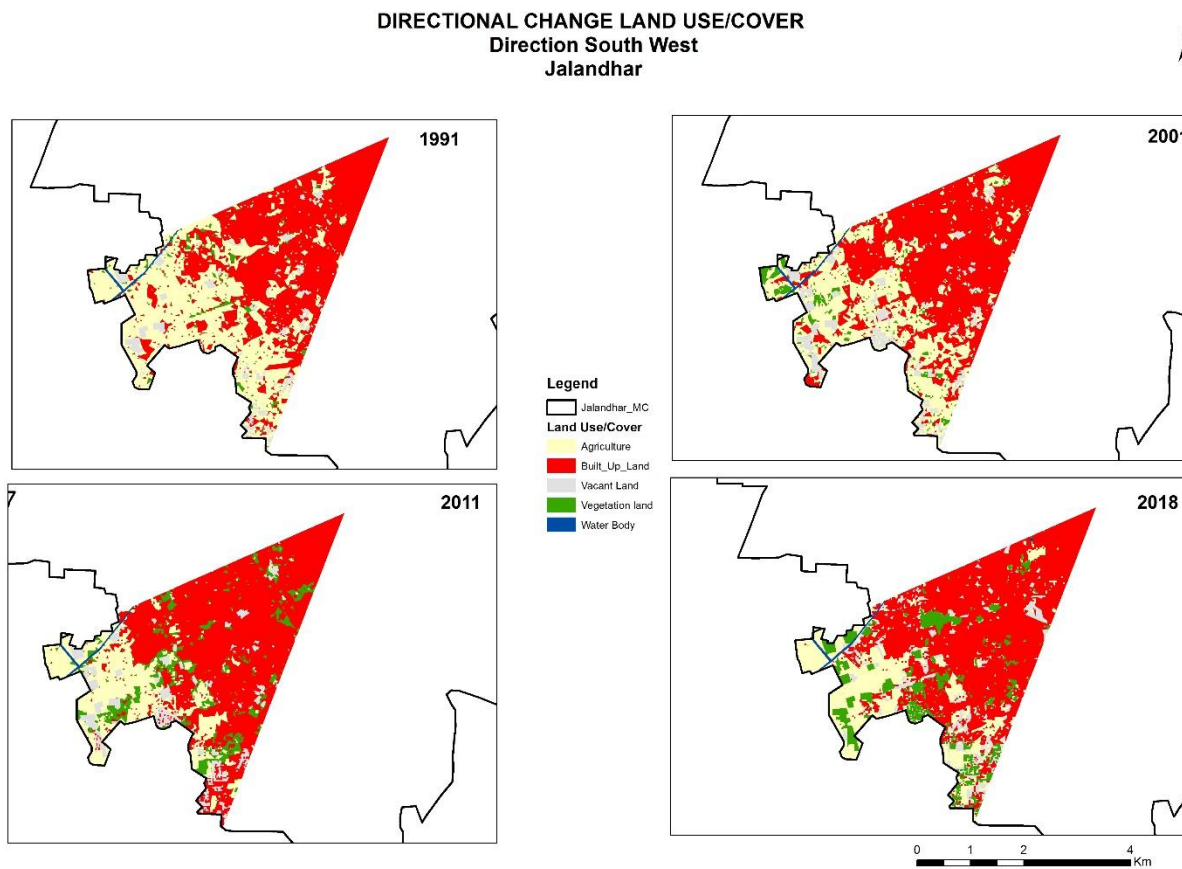 DIRECTIONAL CHANGE LAND USE/COVER
Direction South West
Jalandhar
1991
2001
Legend
Jalandhar_MC
Land Use/Cover
Agriculture
Built_Up_Land
Vacant Land
Vegetation land
Water Body
2011
2018
0 1 2 4
Km